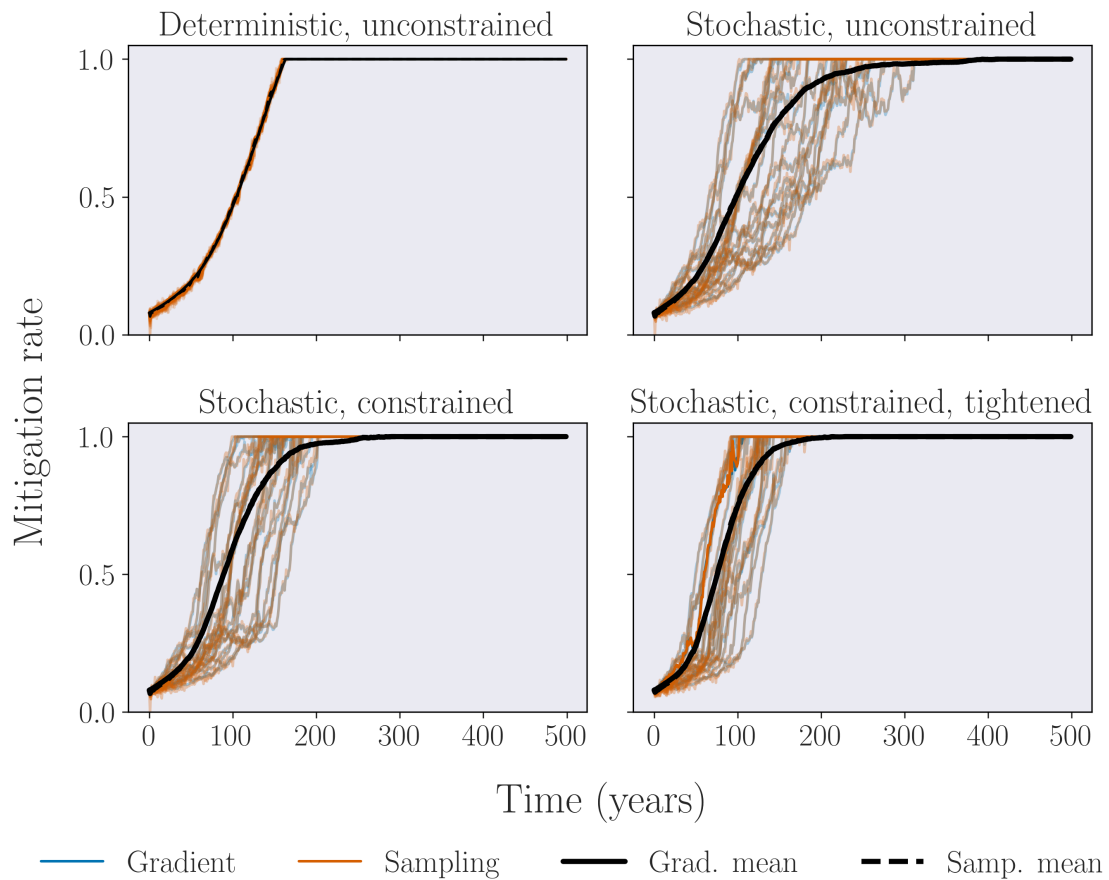 Deterministic, unconstrained
Stochastic, unconstrained
1.0
0.5
0.0
Stochastic, constrained
Stochastic, constrained, tightened
1.0
0.5
0.0
0 100 200 300 400 500
0 100 200 300 400 500
Mitigation rate
Time (years)
Gradient Sampling Grad. mean Samp. mean